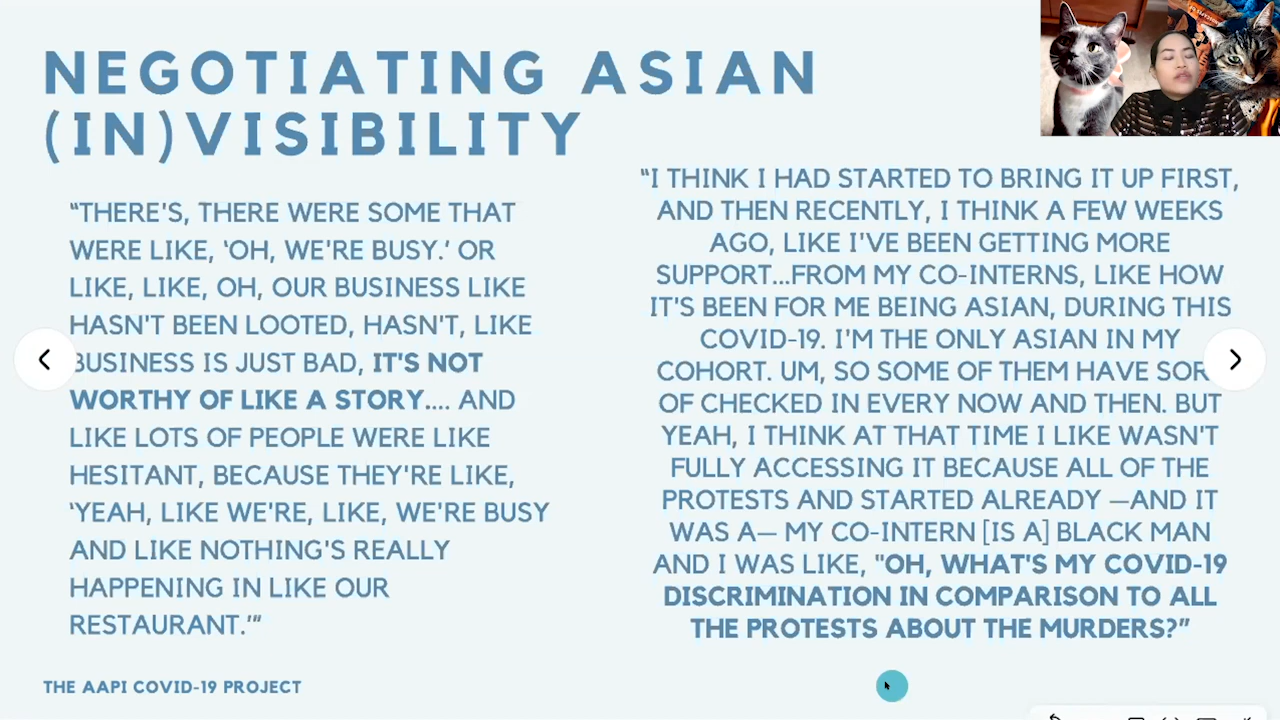 NEGOTIATING ASIAN
(IN)VISIBILITY
“THERE'S, THERE WERE SOME THAT
WERE LIKE, ‘OH, WE'RE BUSY.’ OR
LIKE, LIKE, OH, OUR BUSINESS LIKE
HASN'T BEEN LOOTED, HASN'T, LIKE
BUSINESS IS JUST BAD, IT'S NOT
WORTHY OF LIKE A STORY.... AND
LIKE LOTS OF PEOPLE WERE LIKE
HESITANT, BECAUSE THEY'RE LIKE,
‘YEAH, LIKE WE'RE, LIKE, WE'RE BUSY
AND LIKE NOTHING'S REALLY
HAPPENING IN LIKE OUR
RESTAURANT.’”
“I THINK I HAD STARTED TO BRING IT UP FIRST,
AND THEN RECENTLY, I THINK A FEW WEEKS
AGO, LIKE I'VE BEEN GETTING MORE
SUPPORT...FROM MY CO-INTERNS, LIKE HOW
IT'S BEEN FOR ME BEING ASIAN, DURING THIS
COVID-19. I'M THE ONLY ASIAN IN MY
COHORT. UM, SO SOME OF THEM HAVE SOR
OF CHECKED IN EVERY NOW AND THEN. BUT
YEAH, I THINK AT THAT TIME I LIKE WASN'T
FULLY ACCESSING IT BECAUSE ALL OF THE
PROTESTS AND STARTED ALREADY —AND IT
WAS A— MY CO-INTERN [IS A] BLACK MAN
AND I WAS LIKE, "OH, WHAT'S MY COVID-19
DISCRIMINATION IN COMPARISON TO ALL
THE PROTESTS ABOUT THE MURDERS?”
THE AAPI COVID-19 PROJECT